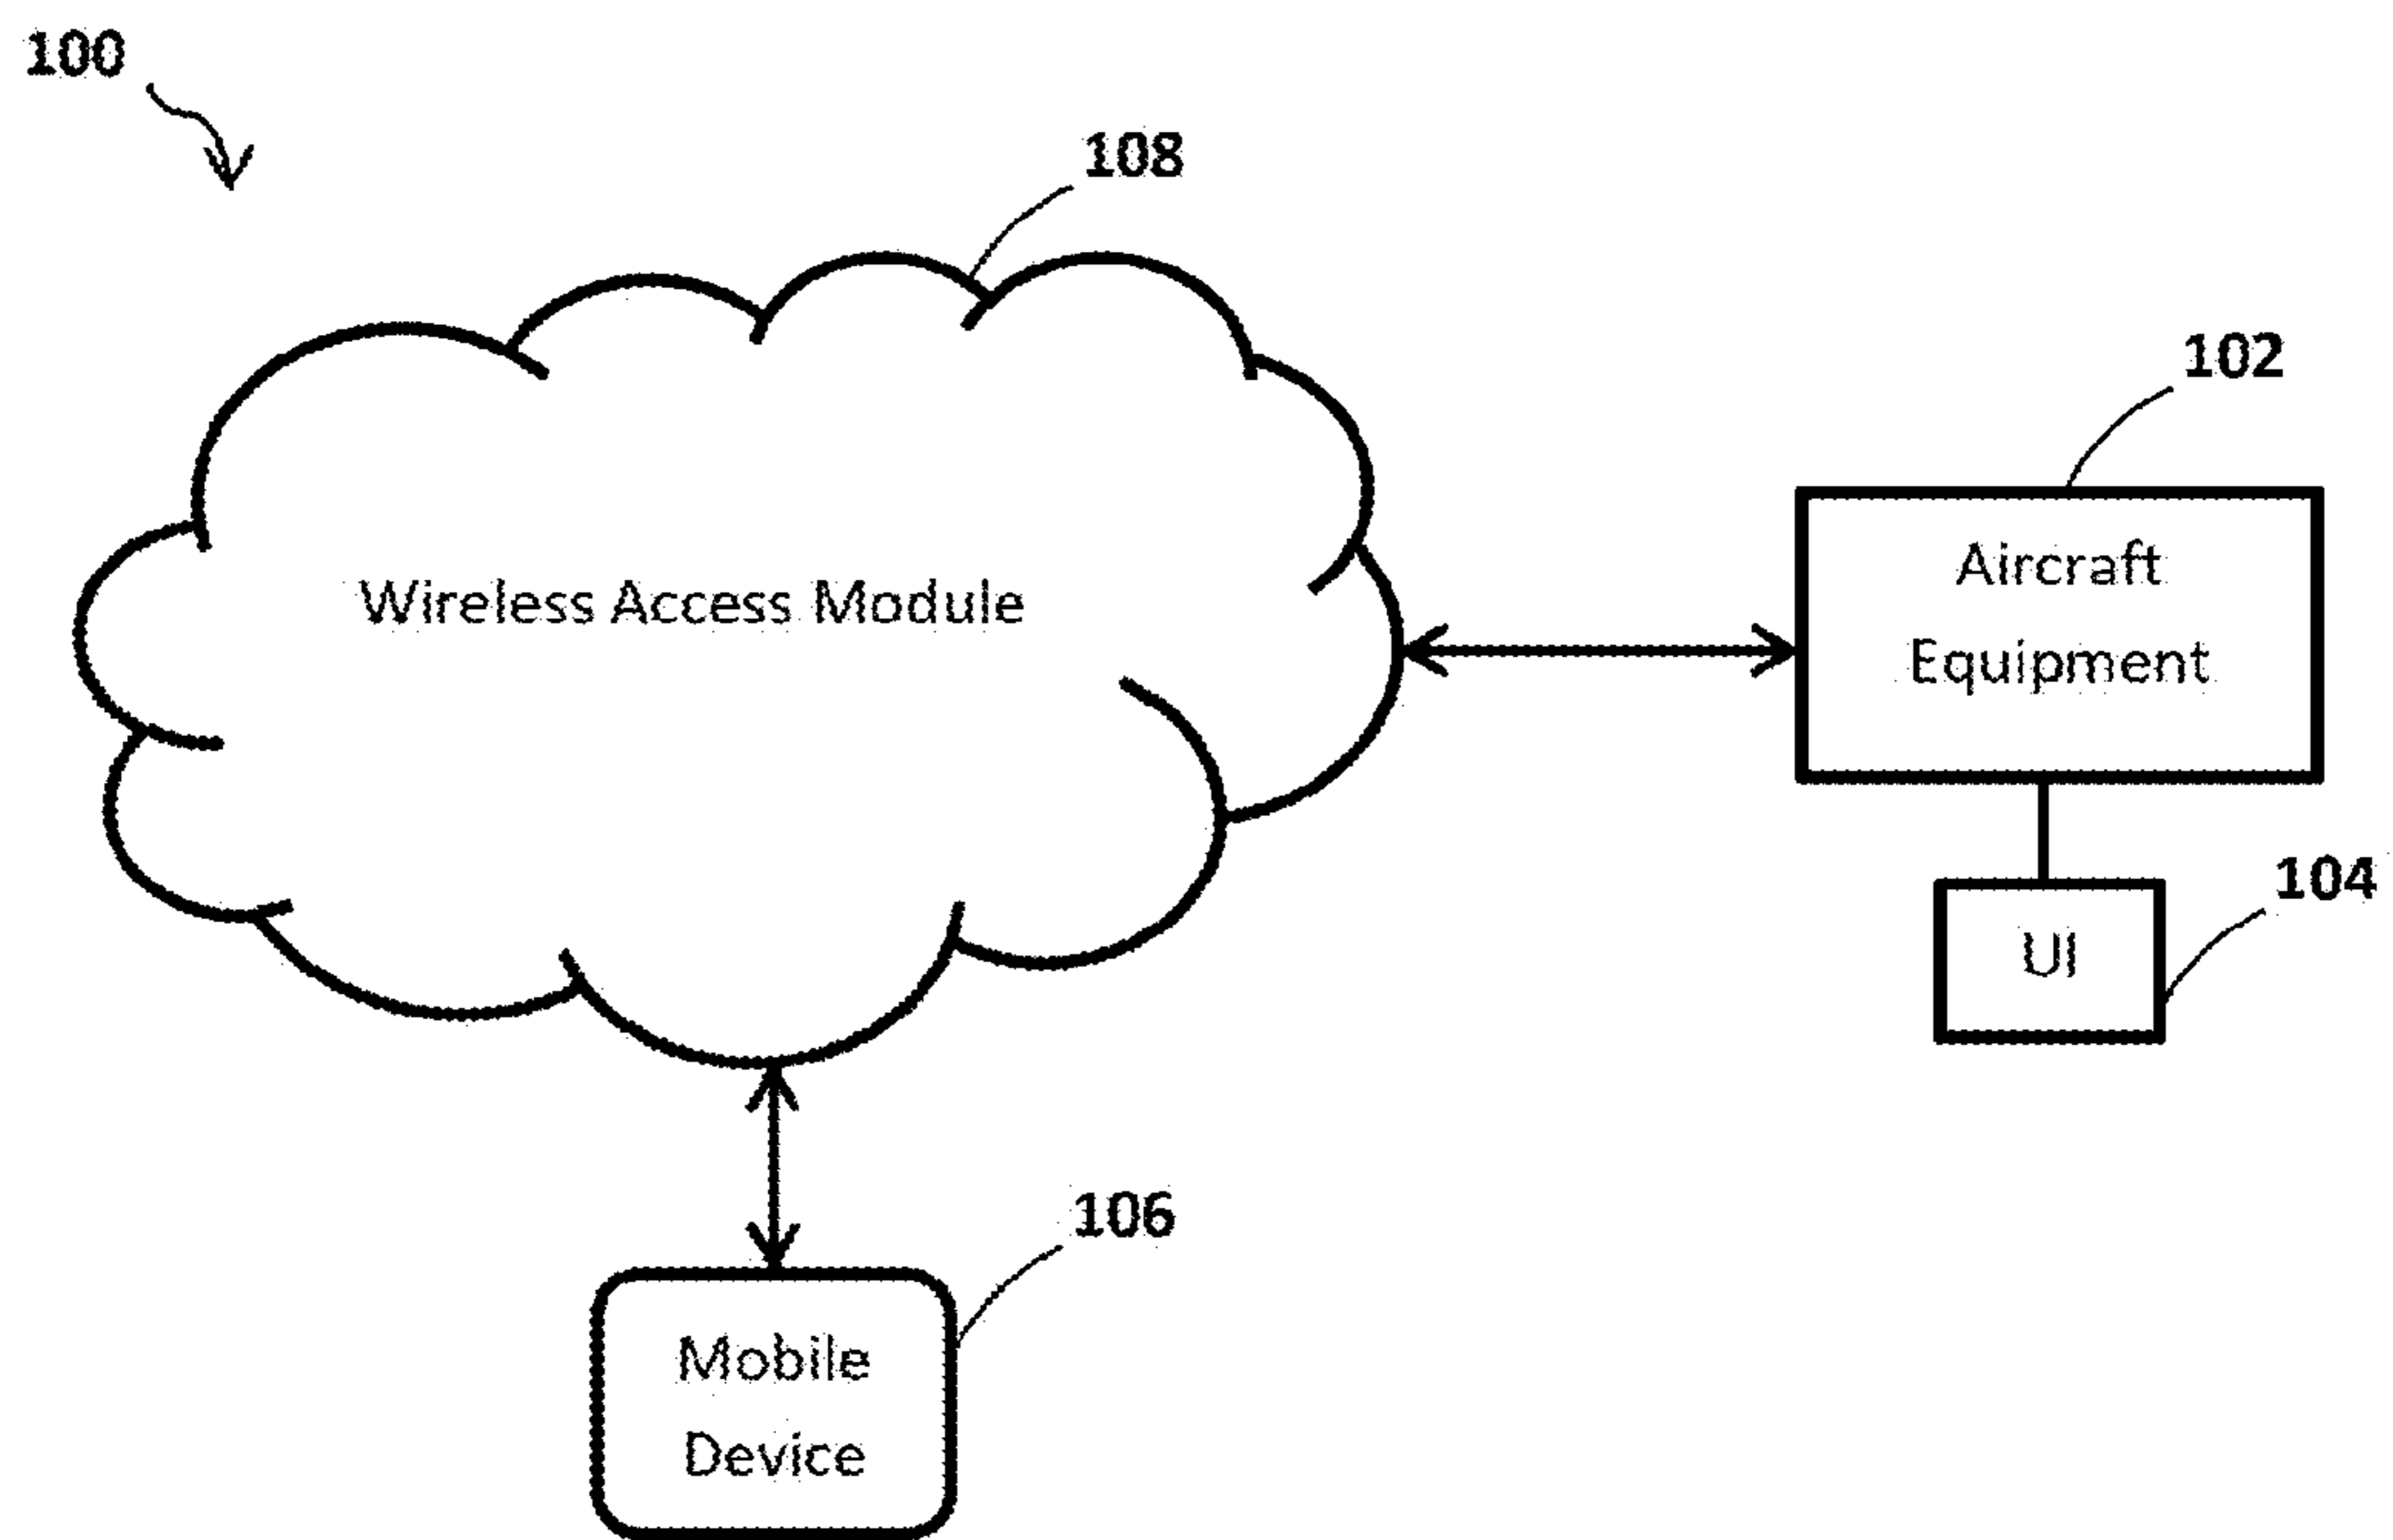 100
108
102
Wireless Access Module
Aircraft
Equipment
104
UI
106
Mobile
Device